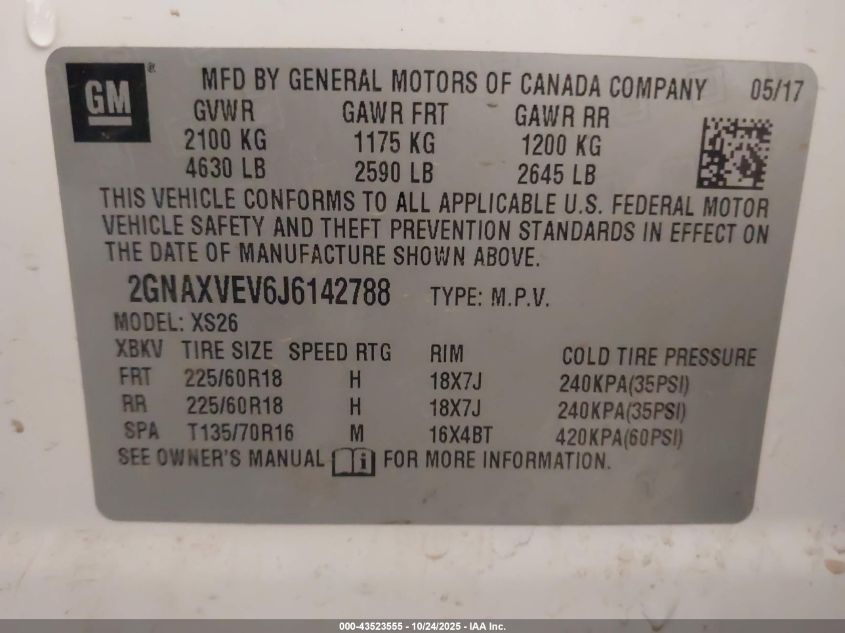 GM ® MFD BY GENERAL MOTORS OF CANADA COMPANY 05/17
GVWR GAWR FRT GAWR RR
2100 KG 1175 KG 1200 KG
4630 LB 2590 LB 2645 LB
THIS VEHICLE CONFORMS TO ALL APPLICABLE U.S. FEDERAL MOTOR
VEHICLE SAFETY AND THEFT PREVENTION STANDARDS IN EFFECT ON
THE DATE OF MANUFACTURE SHOWN ABOVE.
2GNAXVEV6J6142788 TYPE: M.P.V.
MODEL: XS26
XBKV TIRE SIZE SPEED RTG RIM COLD TIRE PRESSURE
FRT 225/60R18 H 18X7J 240KPA(35PSI)
RR 225/60R18 H 18X7J 240KPA(35PSI)
SPA T135/70R16 M 16X4BT 420KPA(60PSI)
SEE OWNER'S MANUAL i FOR MORE INFORMATION.
000-43523555 - 10/24/2025 - IAA Inc.